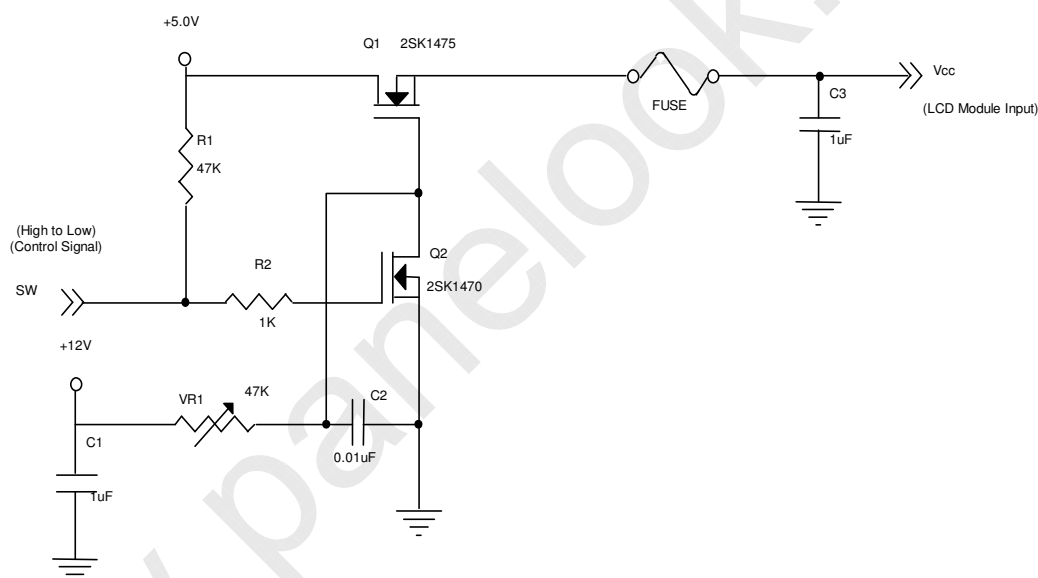 +5.0V
Q1 2SK1475
Vcc
C3
FUSE
(LCD Module Input)
R1
1uF
47K
(High to Low)
(Control Signal)
Q2
R2
SW
2SK1470
1K
+12V
47K
VR1
C2
C1
0.01uF
1uF
panelook.